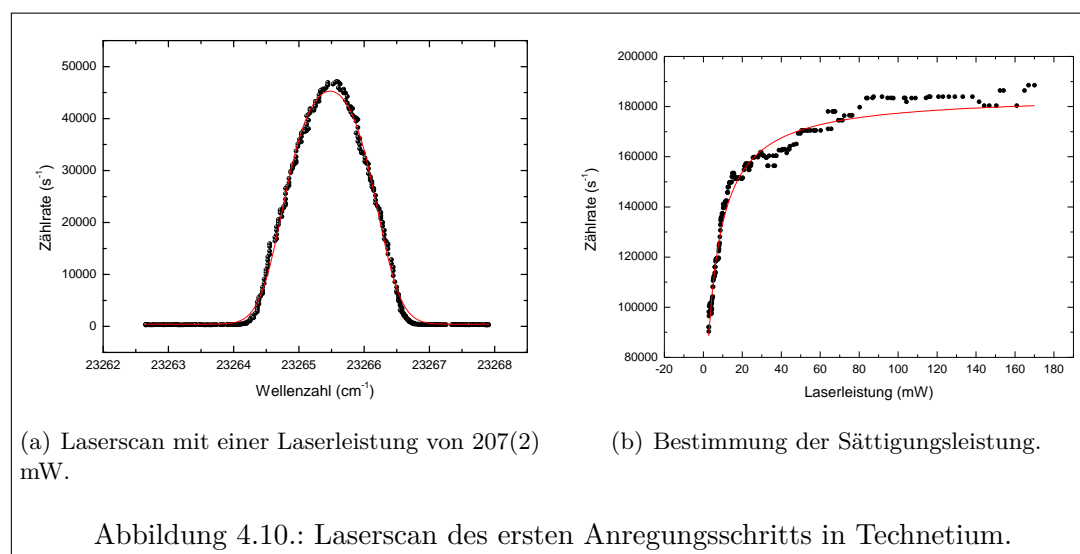 50000
40000
30000
20000
10000
0
Zählrate (s⁻¹)
23262 23263 23264 23265 23266 23267 23268
Wellenzahl (cm⁻¹)
200000
180000
160000
140000
120000
100000
80000
Zählrate (s⁻¹)
-20 0 20 40 60 80 100 120 140 160 180
Laserleistung (mW)
(a) Laserscan mit einer Laserleistung von 207(2)
mW.
(b) Bestimmung der Sättigungsleistung.
Abbildung 4.10.: Laserscan des ersten Anregungsschritts in Technetium.